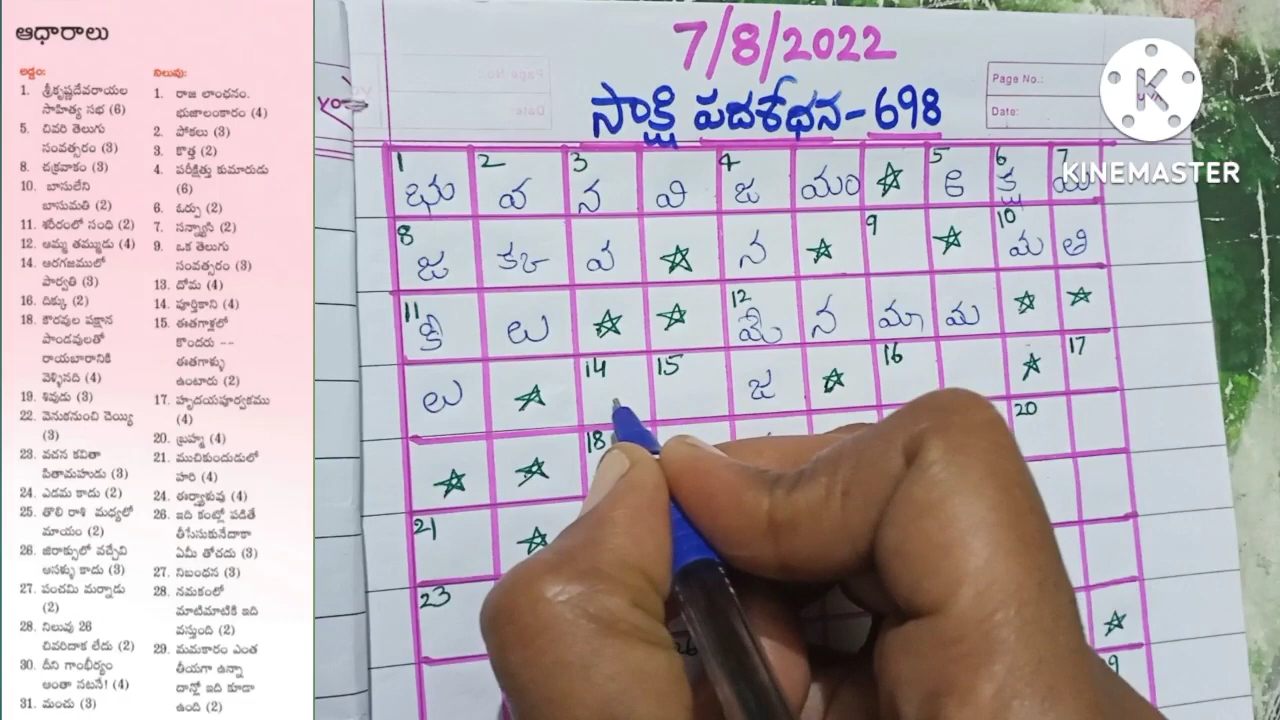 ఆధారాలు
అడ్డం:
1. శ్రీకృష్ణదేవరాయల
సాహిత్య సభ (6)
5. చివరి తెలుగు
సంవత్సరం (3)
8. చక్రవాకం (3)
10. బాసులేని
బాసుమతి (2)
11. శరీరంలో సంధి (2)
12. అమ్మ తమ్ముడు (4)
14. అరగజములో
పార్వతి (3)
16. దిక్కు (2)
18. కౌరవుల పక్షాన
పాండవులతో
రాయబారానికి
వెళ్ళినది (4)
19. శివుడు (3)
22. వెనుకనుంచి చెయ్యి
(3)
23. వచన కవితా
పితామహుడు (3)
24. ఎడమ కాదు (2)
25. తొలి రాశి మధ్యలో
మాయం (2)
26. జిరాక్సులో వచ్చేవి
అసళ్ళు కాదు (3)
27. పంచమి మర్నాడు
(2)
28. నిలువు 26
చివరిదాక లేదు (2)
30. దీని గాంభీర్యం
అంతా నటనే! (4)
31. మంచు (3)
నిలువు:
1. రాజ లాంఛనం.
భుజాలంకారం (4)
2. పోకలు (3)
3. కొత్త (2)
4. పరీక్షిత్తు కుమారుడు
(6)
6. ఓర్పు (2)
7. సన్న్యాసి (2)
9. ఒక తెలుగు
సంవత్సరం (3)
13. దోమ (4)
14. పూర్తికాని (4)
15. ఈతగాళ్లలో
కొందరు --
ఈతగాళ్ళు
ఉంటారు (2)
17. హృదయపూర్వకము
(4)
20. బ్రహ్మ (4)
21. ముచికుందుడులో
హరి (4)
24. ఈర్ష్యాళువు (4)
26. ఇది కంట్లో పడితే
తీసేసుకునేదాకా
ఏమీ తోచదు (3)
27. నిబంధన (3)
28. నమకంలో
మాటిమాటికి ఇది
వస్తుంది (2)
29. మమకారం ఎంత
తీయగా ఉన్నా
దాన్లో ఇది కూడా
ఉంది (2)
7/8/2022
సాక్షి పదశోధన-698
Page No.:
Date:
KINEMASTER
1 2 3 4 5 6 7
భు వ న వి జ యం క్ష య
8 9 10
జ క్క వ న మ తి
11 12
కీ లు మే న మా మ
14 15 16 17
లు జ
18 20
21
23